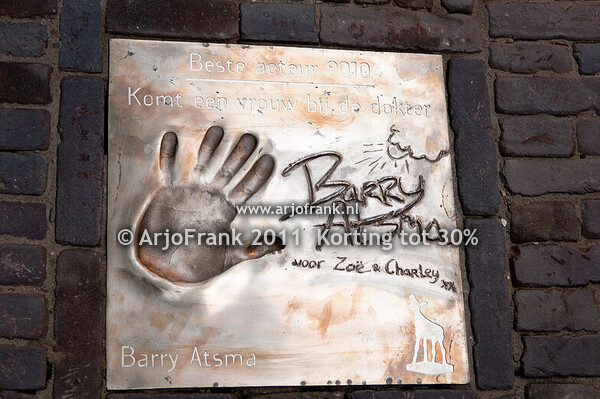 Beste acteur 2010
Komt een vrouw bij de dokter
Barry
Atsma
www.arjofrank.nl
© ArjoFrank 2011 Korting tot 30%
voor Zoë & Charley xx
Barry Atsma